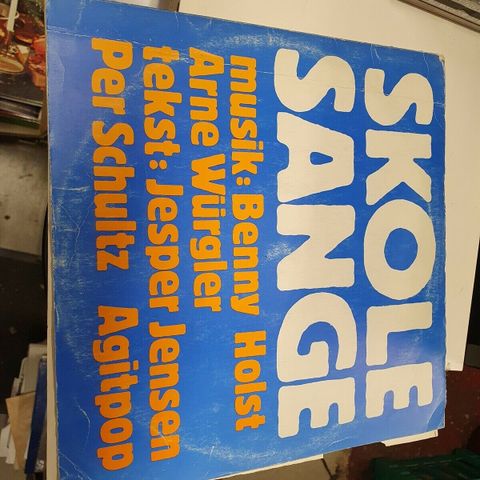 SKOLE
SANGE
musik: Benny Holst
Arne Würgler
tekst: Jesper Jensen
per Schultz Agitpop